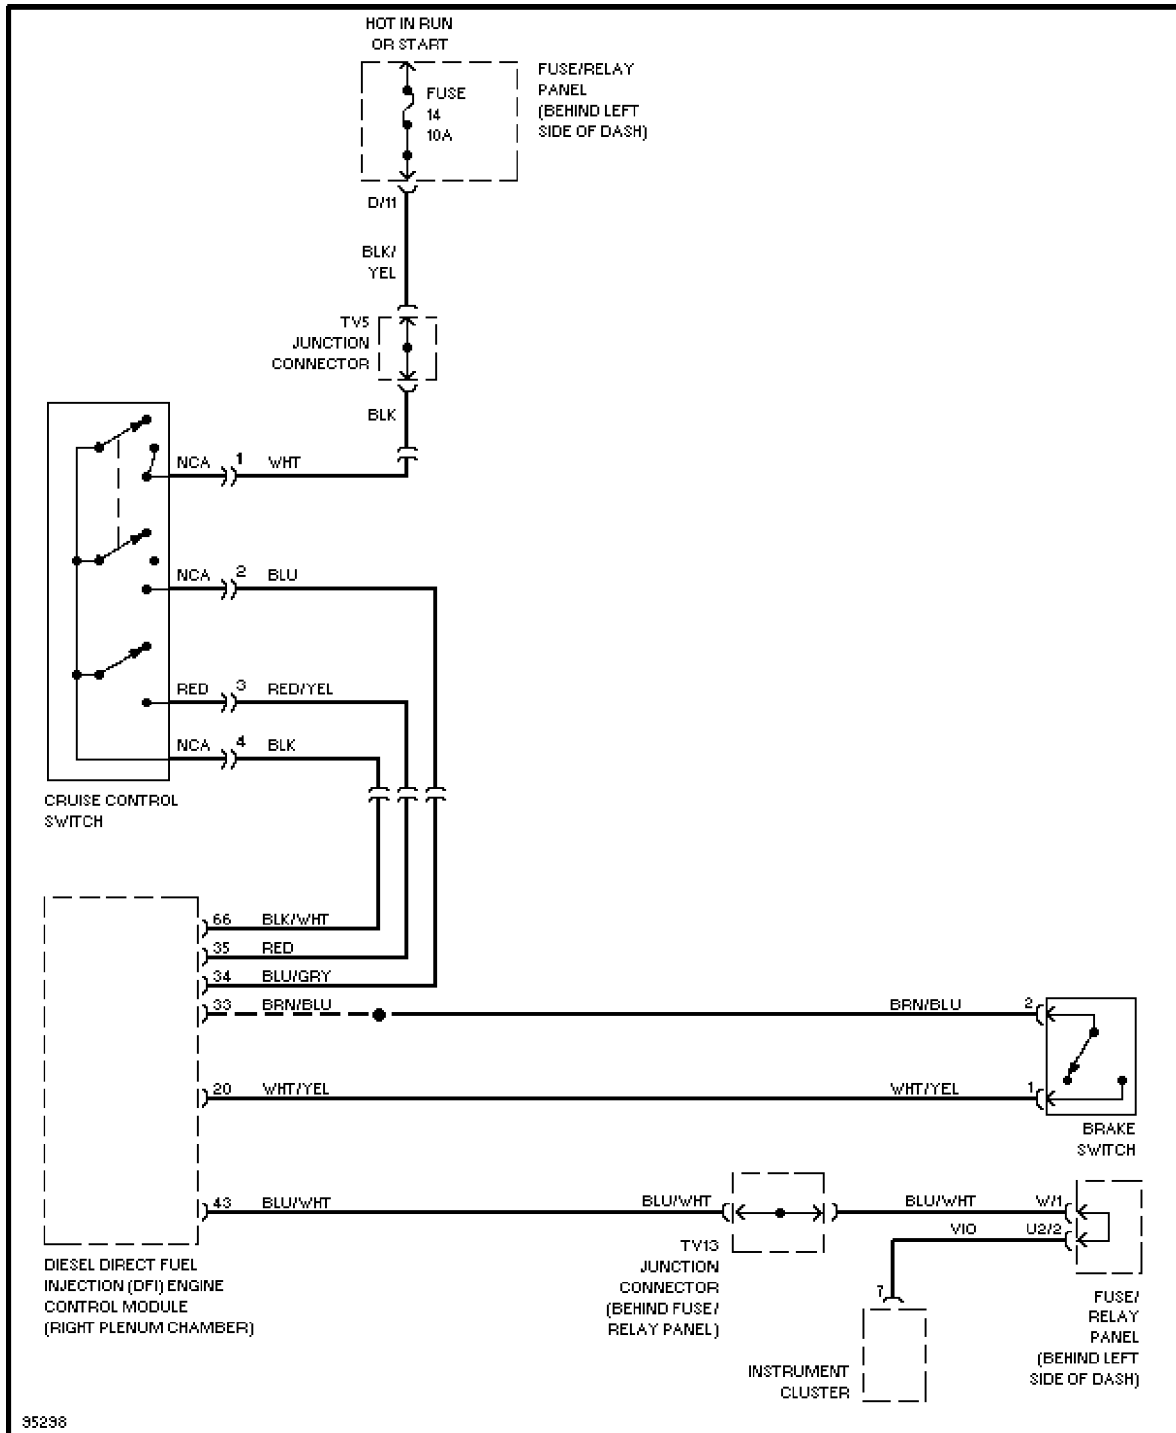 HOT IN RUN
OR START
FUSE/RELAY
PANEL
(BEHIND LEFT
SIDE OF DASH)
FUSE
14
10A
D/11
BLK/
YEL
TV5
JUNCTION
CONNECTOR
BLK
NCA 1 WHT
NCA 2 BLU
RED 3 RED/YEL
NCA 4 BLK
CRUISE CONTROL
SWITCH
66 BLK/WHT
35 RED
34 BLU/GRY
33 BRN/BLU BRN/BLU 2
20 WHT/YEL WHT/YEL 1
BRAKE
SWITCH
43 BLU/WHT BLU/WHT BLU/WHT W/1
VIO U2/2
DIESEL DIRECT FUEL
INJECTION (DFI) ENGINE
CONTROL MODULE
(RIGHT PLENUM CHAMBER)
TV13
JUNCTION
CONNECTOR
(BEHIND FUSE/
RELAY PANEL)
7
INSTRUMENT
CLUSTER
FUSE/
RELAY
PANEL
(BEHIND LEFT
SIDE OF DASH)
95298